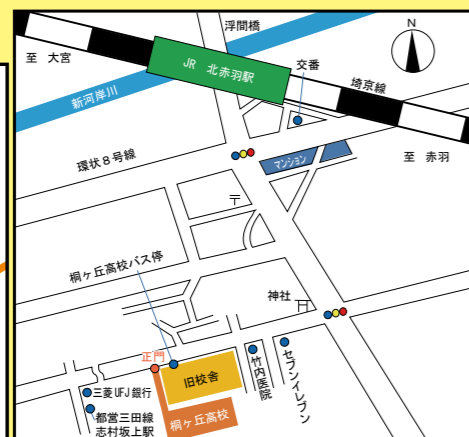 浮間橋
N
至 大宮
JR 北赤羽駅
交番
埼京線
新河岸川
環状8号線
マンション
至 赤羽
〒
桐ヶ丘高校バス停
神社
正門
旧校舎
竹内医院
セブンイレブン
三菱UFJ銀行
桐ヶ丘高校
都営三田線
志村坂上駅